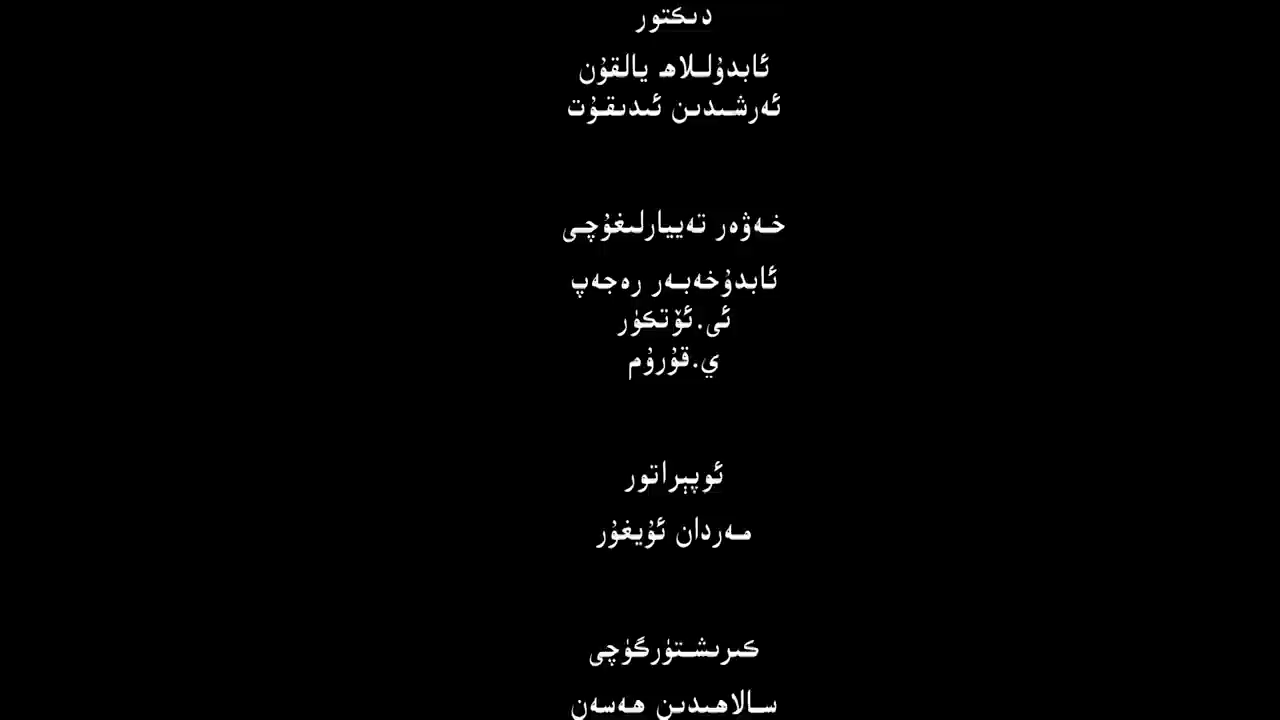 دىكتور
ئابدۇللاھ يالقۇن
ئەرشىدىن ئىدىقۇت
خەۋەر تەييارلىغۇچى
ئابدۇخەبەر رەجەپ
ئى.ئۆتكۈر
ي.قۇرۇم
ئوپېراتور
مەردان ئۇيغۇر
كىرىشتۈرگۈچى
سالاھىدىن ھەسەن